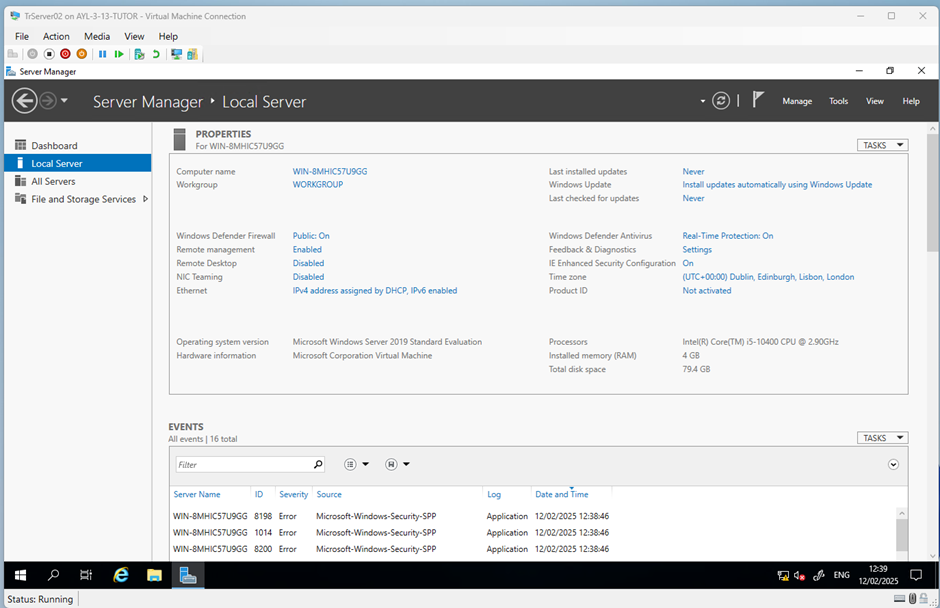 TrServer02 on AYL-3-13-TUTOR - Virtual Machine Connection
File Action Media View Help
Server Manager
Server Manager Local Server
Manage Tools View Help
Dashboard
Local Server
All Servers
File and Storage Services
PROPERTIES
For WIN-8MHIC57U9GG
TASKS
Computer name WIN-8MHIC57U9GG Last installed updates Never
Workgroup WORKGROUP Windows Update Install updates automatically using Windows Update
Last checked for updates Never
Windows Defender Firewall Public: On Windows Defender Antivirus Real-Time Protection: On
Remote management Enabled Feedback & Diagnostics Settings
Remote Desktop Disabled IE Enhanced Security Configuration On
NIC Teaming Disabled Time zone (UTC+00:00) Dublin, Edinburgh, Lisbon, London
Ethernet IPv4 address assigned by DHCP, IPv6 enabled Product ID Not activated
Operating system version Microsoft Windows Server 2019 Standard Evaluation Processors Intel(R) Core(TM) i5-10400 CPU @ 2.90GHz
Hardware information Microsoft Corporation Virtual Machine Installed memory (RAM) 4 GB
Total disk space 79.4 GB
EVENTS
All events | 16 total
TASKS
Filter
Server Name ID Severity Source Log Date and Time
WIN-8MHIC57U9GG 8198 Error Microsoft-Windows-Security-SPP Application 12/02/2025 12:38:46
WIN-8MHIC57U9GG 1014 Error Microsoft-Windows-Security-SPP Application 12/02/2025 12:38:46
WIN-8MHIC57U9GG 8200 Error Microsoft-Windows-Security-SPP Application 12/02/2025 12:38:46
ENG
12:39
12/02/2025
Status: Running